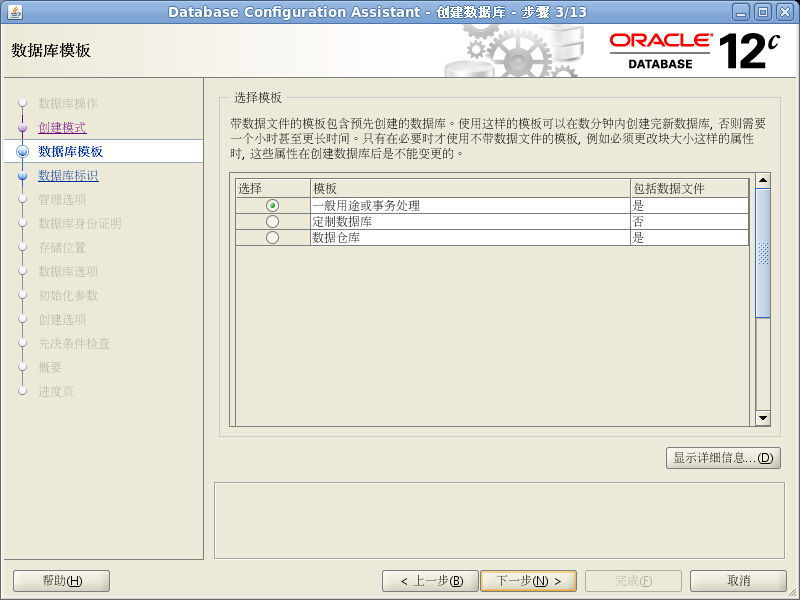 Database Configuration Assistant - 创建数据库 - 步骤 3/13
数据库模板
ORACLE
DATABASE
12c
数据库操作
创建模式
数据库模板
数据库标识
管理选项
数据库身份证明
存储位置
数据库选项
初始化参数
创建选项
先决条件检查
概要
进度页
选择模板
带数据文件的模板包含预先创建的数据库。使用这样的模板可以在数分钟内创建完新数据库, 否则需要
一个小时甚至更长时间。只有在必要时才使用不带数据文件的模板, 例如必须更改块大小这样的属性
时, 这些属性在创建数据库后是不能变更的。
选择 模板 包括数据文件
一般用途或事务处理 是
定制数据库 否
数据仓库 是
显示详细信息...(D)
帮助(H)
< 上一步(B)
下一步(N) >
完成(F)
取消